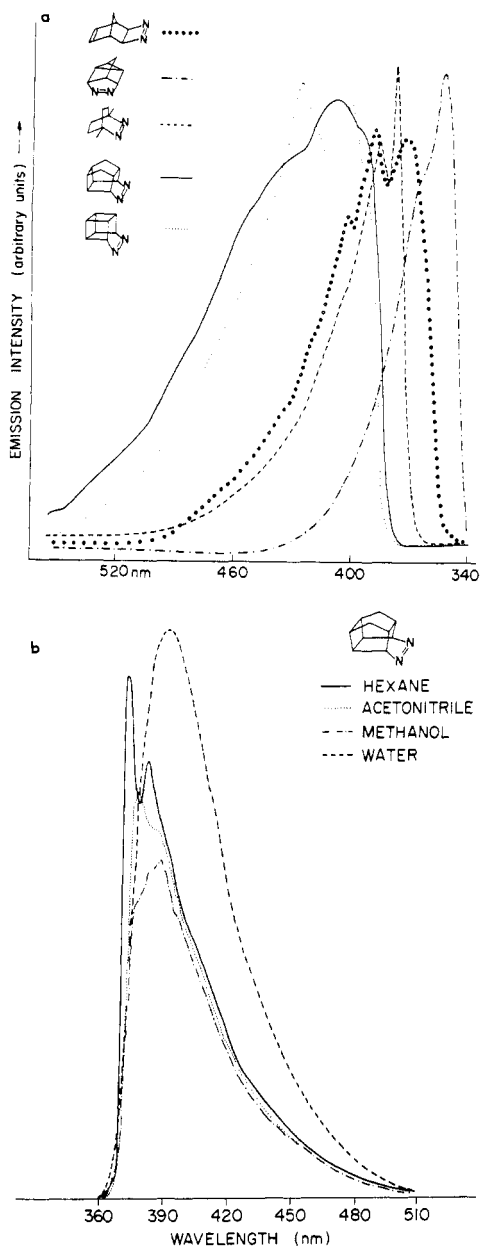 a
N
N
N=N
N
N
N
N
N
N
EMISSION INTENSITY (arbitrary units) →
520nm 460 400 340
b
N
N
HEXANE
ACETONITRILE
METHANOL
WATER
360 390 420 450 480 510
WAVELENGTH (nm)